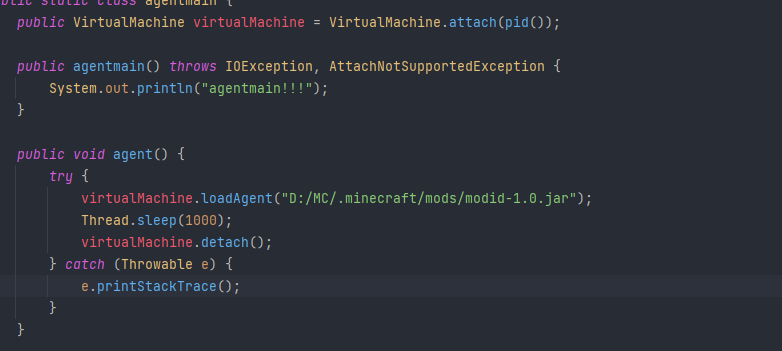 public static class agentmain {
public VirtualMachine virtualMachine = VirtualMachine.attach(pid());
public agentmain() throws IOException, AttachNotSupportedException {
System.out.println("agentmain!!!");
}
public void agent() {
try {
virtualMachine.loadAgent("D:/MC/.minecraft/mods/modid-1.0.jar");
Thread.sleep(1000);
virtualMachine.detach();
} catch (Throwable e) {
e.printStackTrace();
}
}